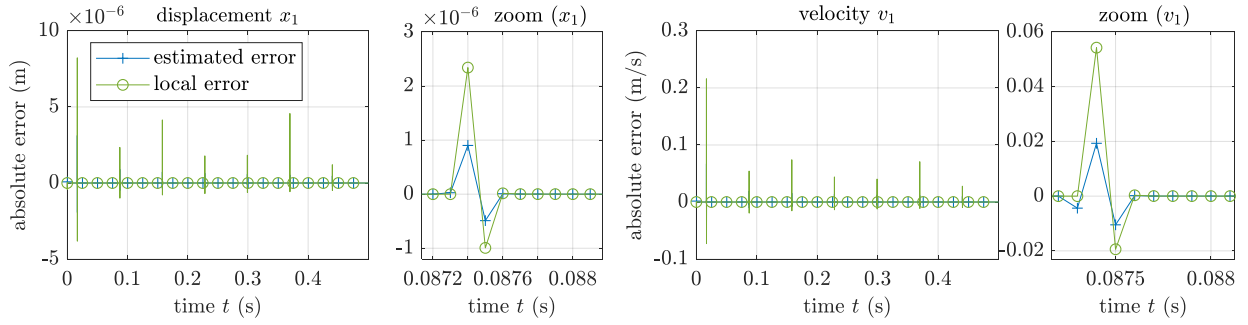 ×10⁻⁶ displacement x₁
absolute error (m)
10
5
0
-5
estimated error
local error
0 0.1 0.2 0.3 0.4
time t (s)
×10⁻⁶ zoom (x₁)
3
2
1
0
-1
0.0872 0.0876 0.088
time t (s)
velocity v₁
absolute error (m/s)
0.3
0.2
0.1
0
-0.1
0 0.1 0.2 0.3 0.4
time t (s)
zoom (v₁)
0.06
0.04
0.02
0
-0.02
0.0875 0.088
time t (s)